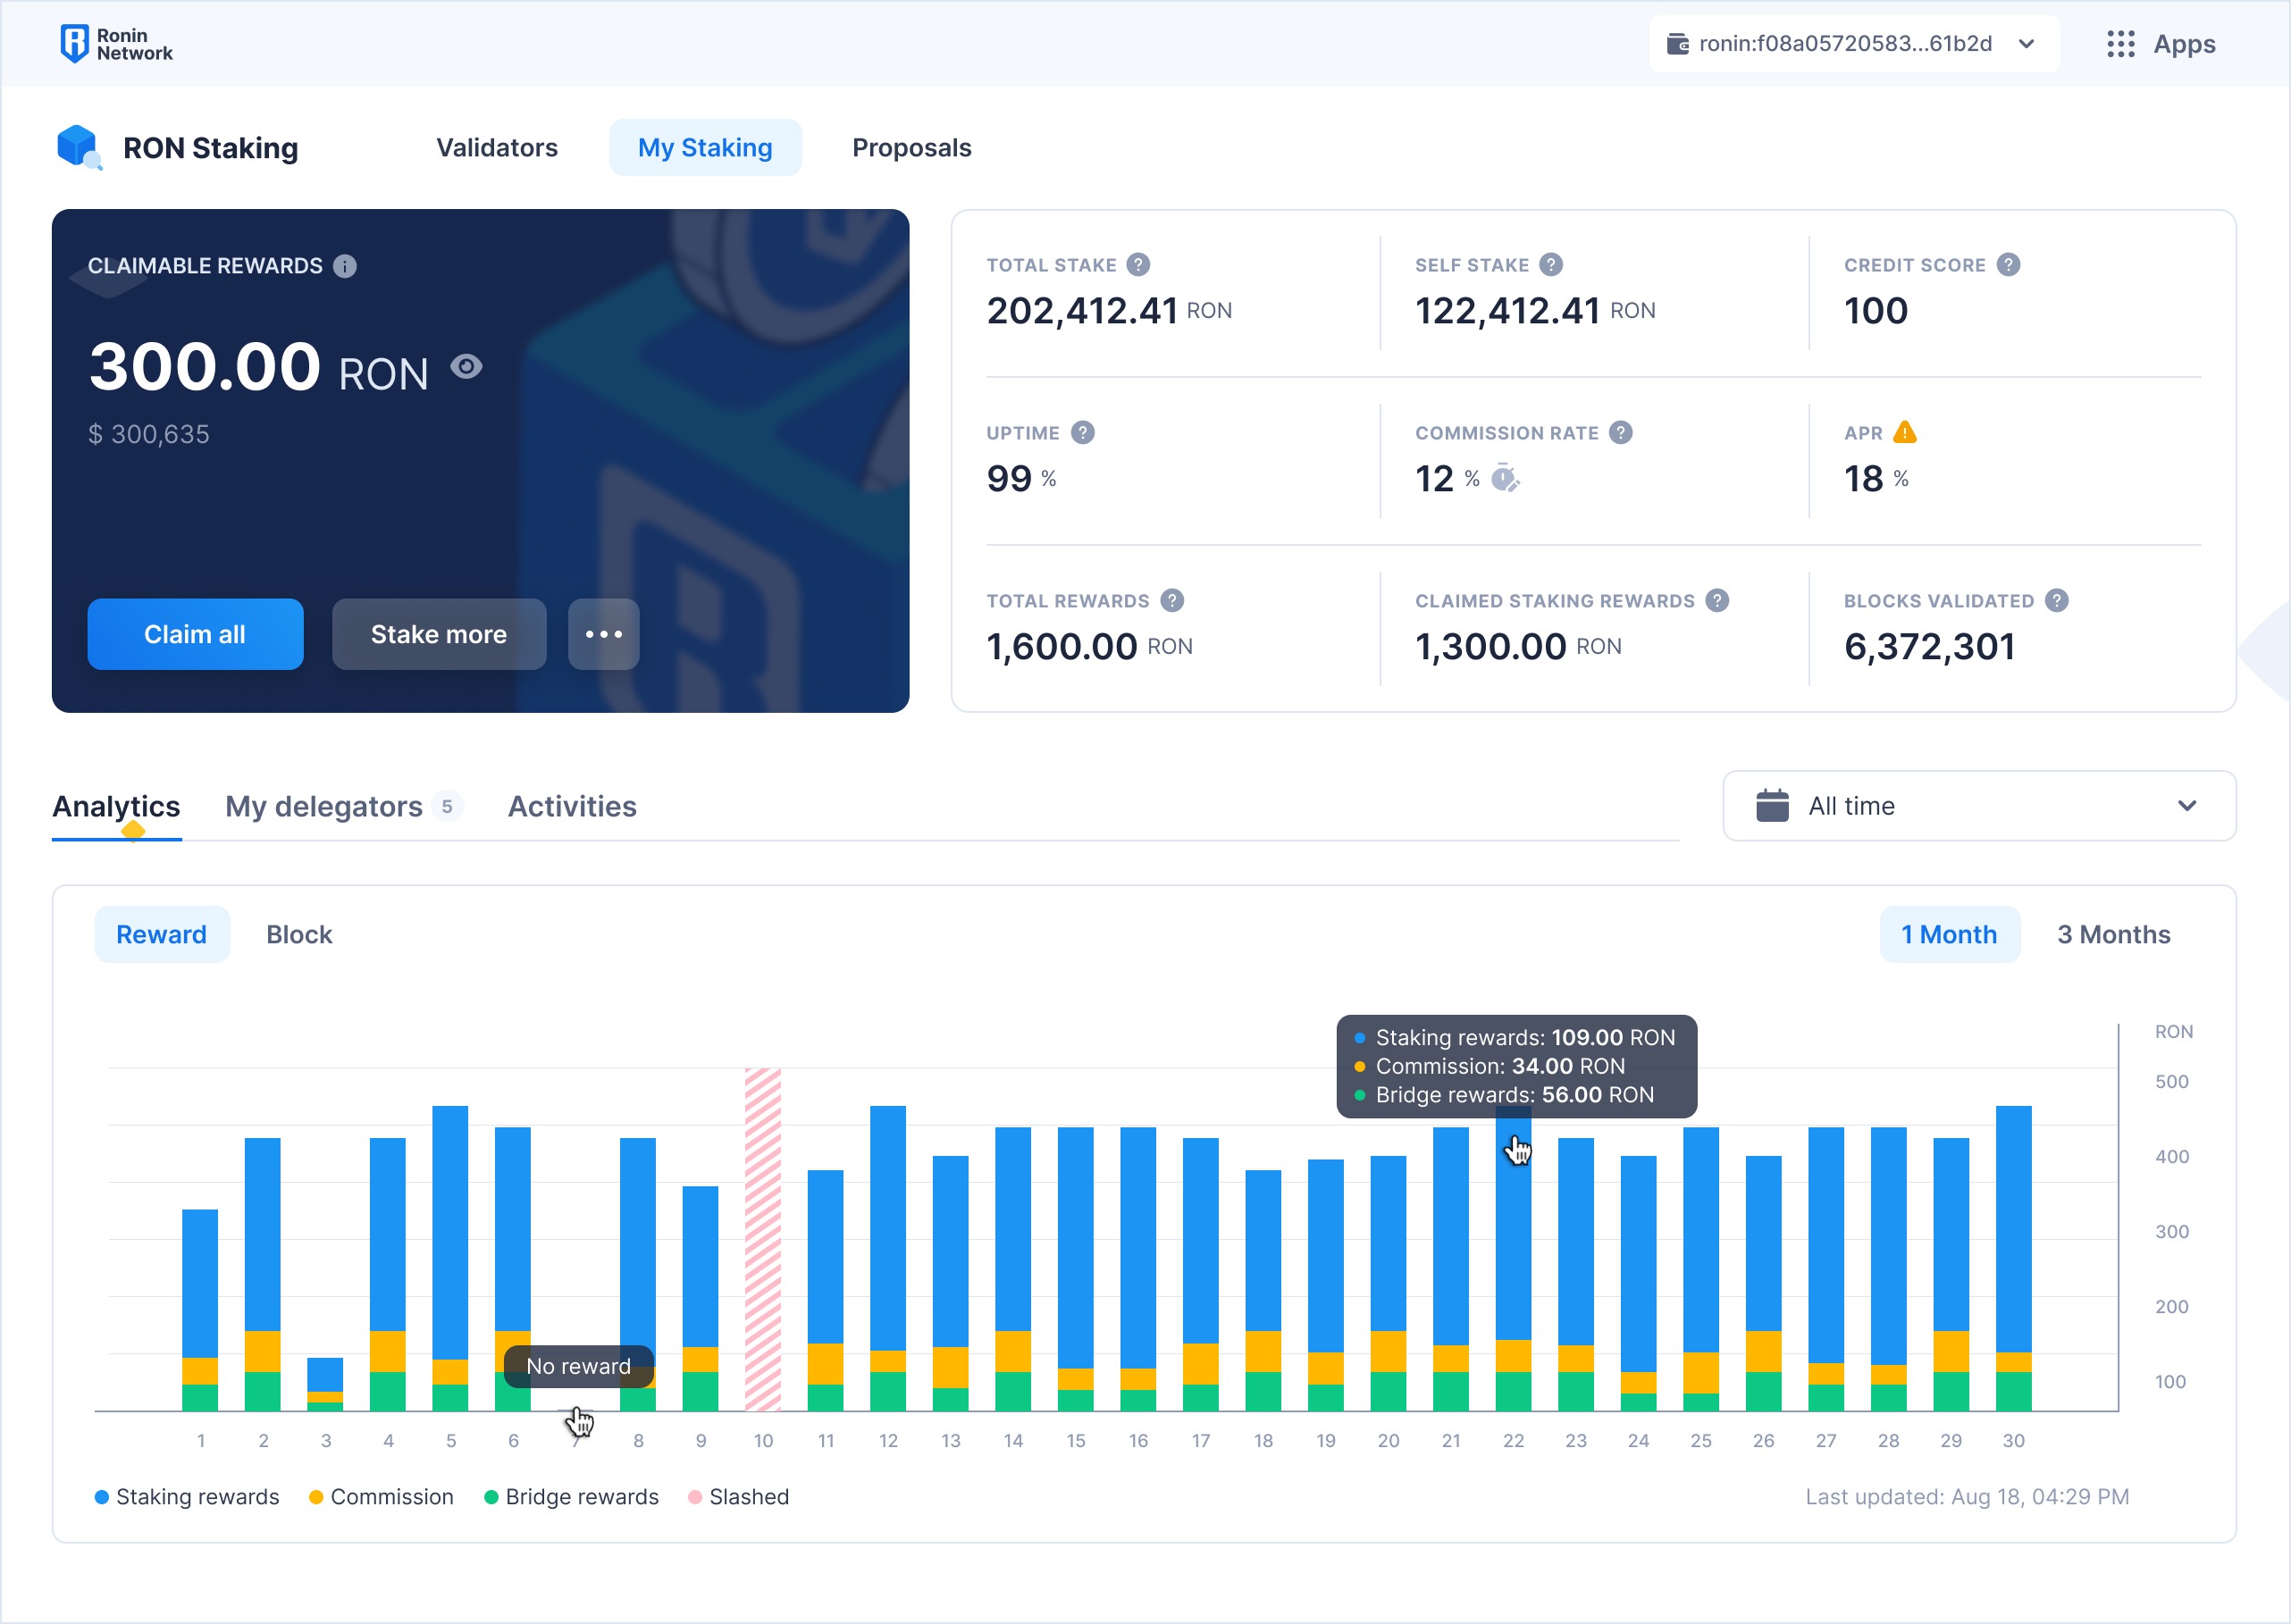 Ronin
Network
ronin:f08a05720583...61b2d
Apps
RON Staking
Validators
My Staking
Proposals
CLAIMABLE REWARDS
300.00 RON
$ 300,635
Claim all
Stake more
TOTAL STAKE
202,412.41 RON
SELF STAKE
122,412.41 RON
CREDIT SCORE
100
UPTIME
99 %
COMMISSION RATE
12 %
APR
18 %
TOTAL REWARDS
1,600.00 RON
CLAIMED STAKING REWARDS
1,300.00 RON
BLOCKS VALIDATED
6,372,301
Analytics
My delegators 5
Activities
All time
Reward
Block
1 Month
3 Months
Staking rewards: 109.00 RON
Commission: 34.00 RON
Bridge rewards: 56.00 RON
RON
500
400
300
200
100
No reward
1 2 3 4 5 6 7 8 9 10 11 12 13 14 15 16 17 18 19 20 21 22 23 24 25 26 27 28 29 30
Staking rewards
Commission
Bridge rewards
Slashed
Last updated: Aug 18, 04:29 PM